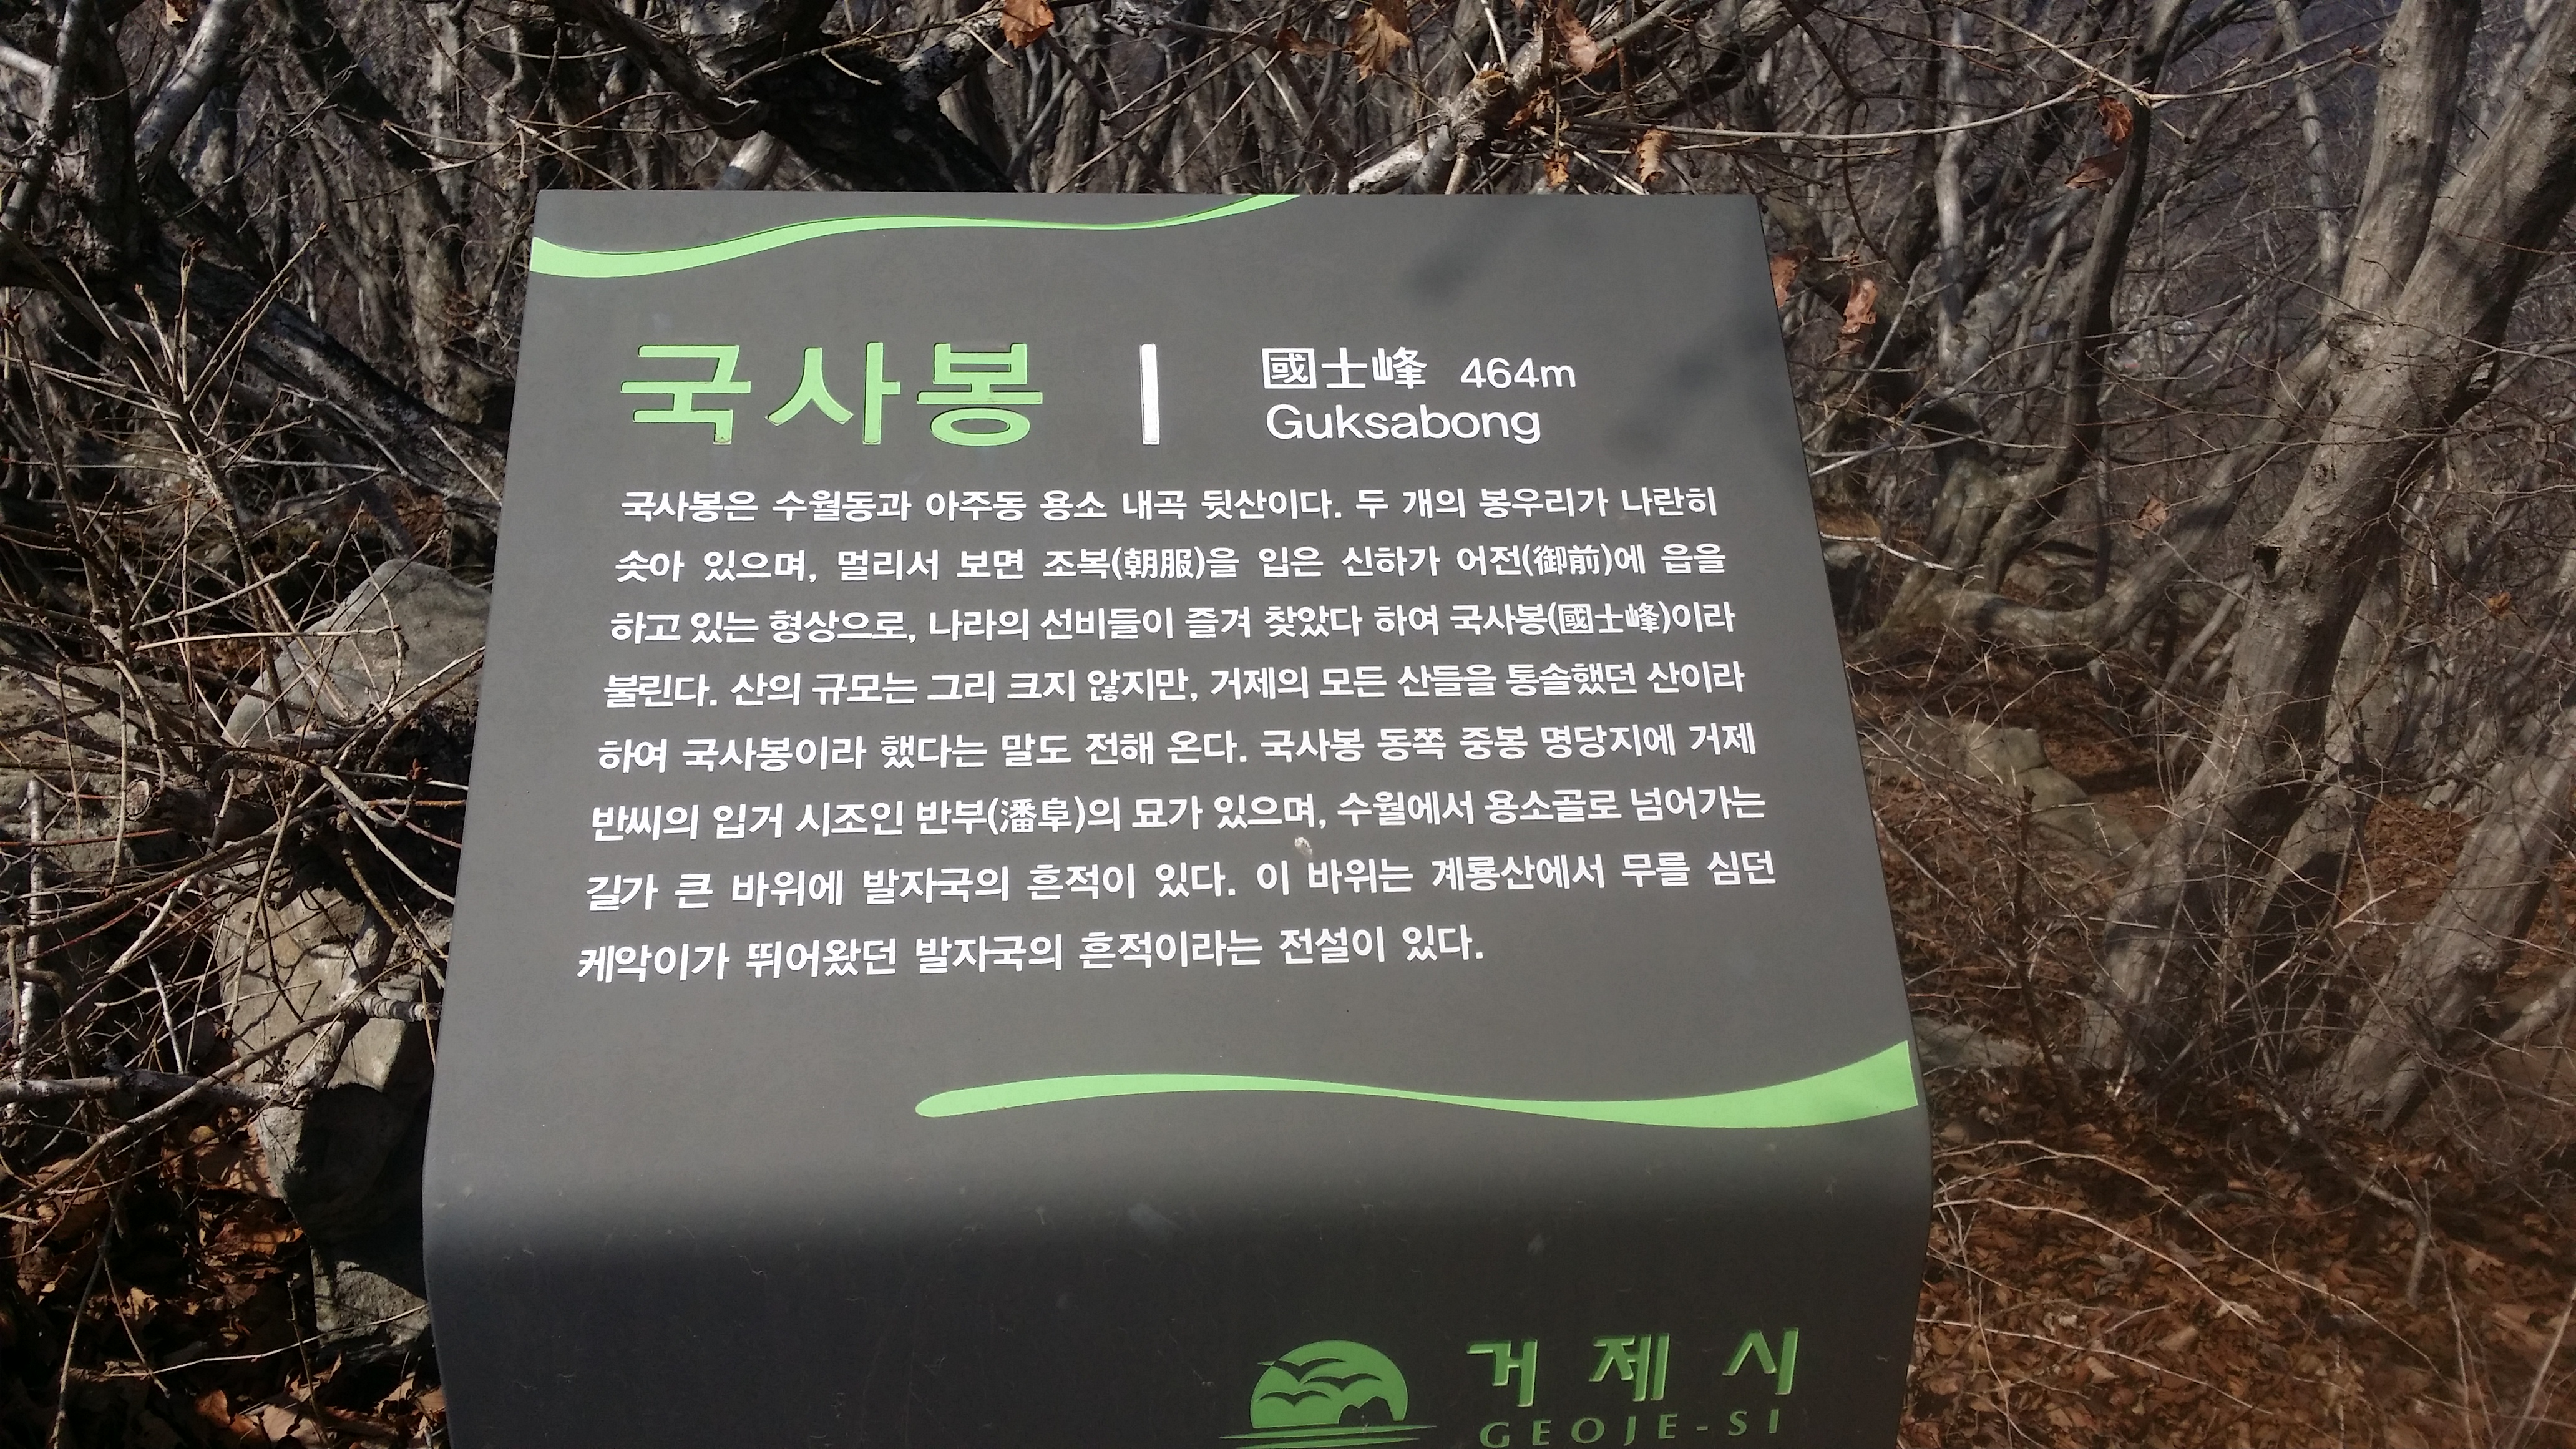 국사봉 | 國士峰 464m
Guksabong
국사봉은 수월동과 아주동 용소 내곡 뒷산이다. 두 개의 봉우리가 나란히
솟아 있으며, 멀리서 보면 조복(朝服)을 입은 신하가 어전(御前)에 읍을
하고 있는 형상으로, 나라의 선비들이 즐겨 찾았다 하여 국사봉(國士峰)이라
불린다. 산의 규모는 그리 크지 않지만, 거제의 모든 산들을 통솔했던 산이라
하여 국사봉이라 했다는 말도 전해 온다. 국사봉 동쪽 중봉 명당지에 거제
반씨의 입거 시조인 반부(潘阜)의 묘가 있으며, 수월에서 용소골로 넘어가는
길가 큰 바위에 발자국의 흔적이 있다. 이 바위는 계룡산에서 무를 심던
케악이가 뛰어왔던 발자국의 흔적이라는 전설이 있다.
거제시
GEOJE-SI